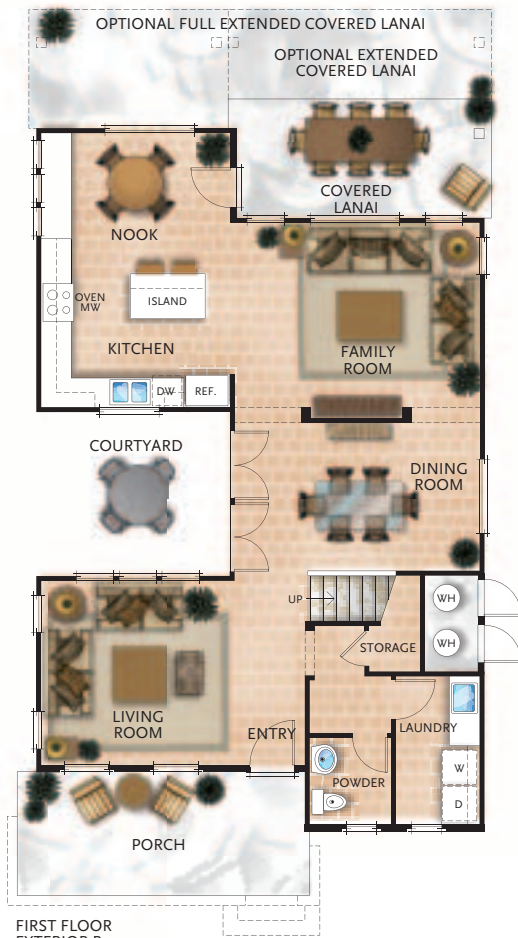 OPTIONAL FULL EXTENDED COVERED LANAI
OPTIONAL EXTENDED
COVERED LANAI
COVERED
LANAI
NOOK
OVEN
MW
ISLAND
KITCHEN
FAMILY
ROOM
DW
REF.
COURTYARD
DINING
ROOM
UP
WH
WH
STORAGE
LIVING
ROOM
ENTRY
LAUNDRY
POWDER
W
D
PORCH
FIRST FLOOR
EXTERIOR B